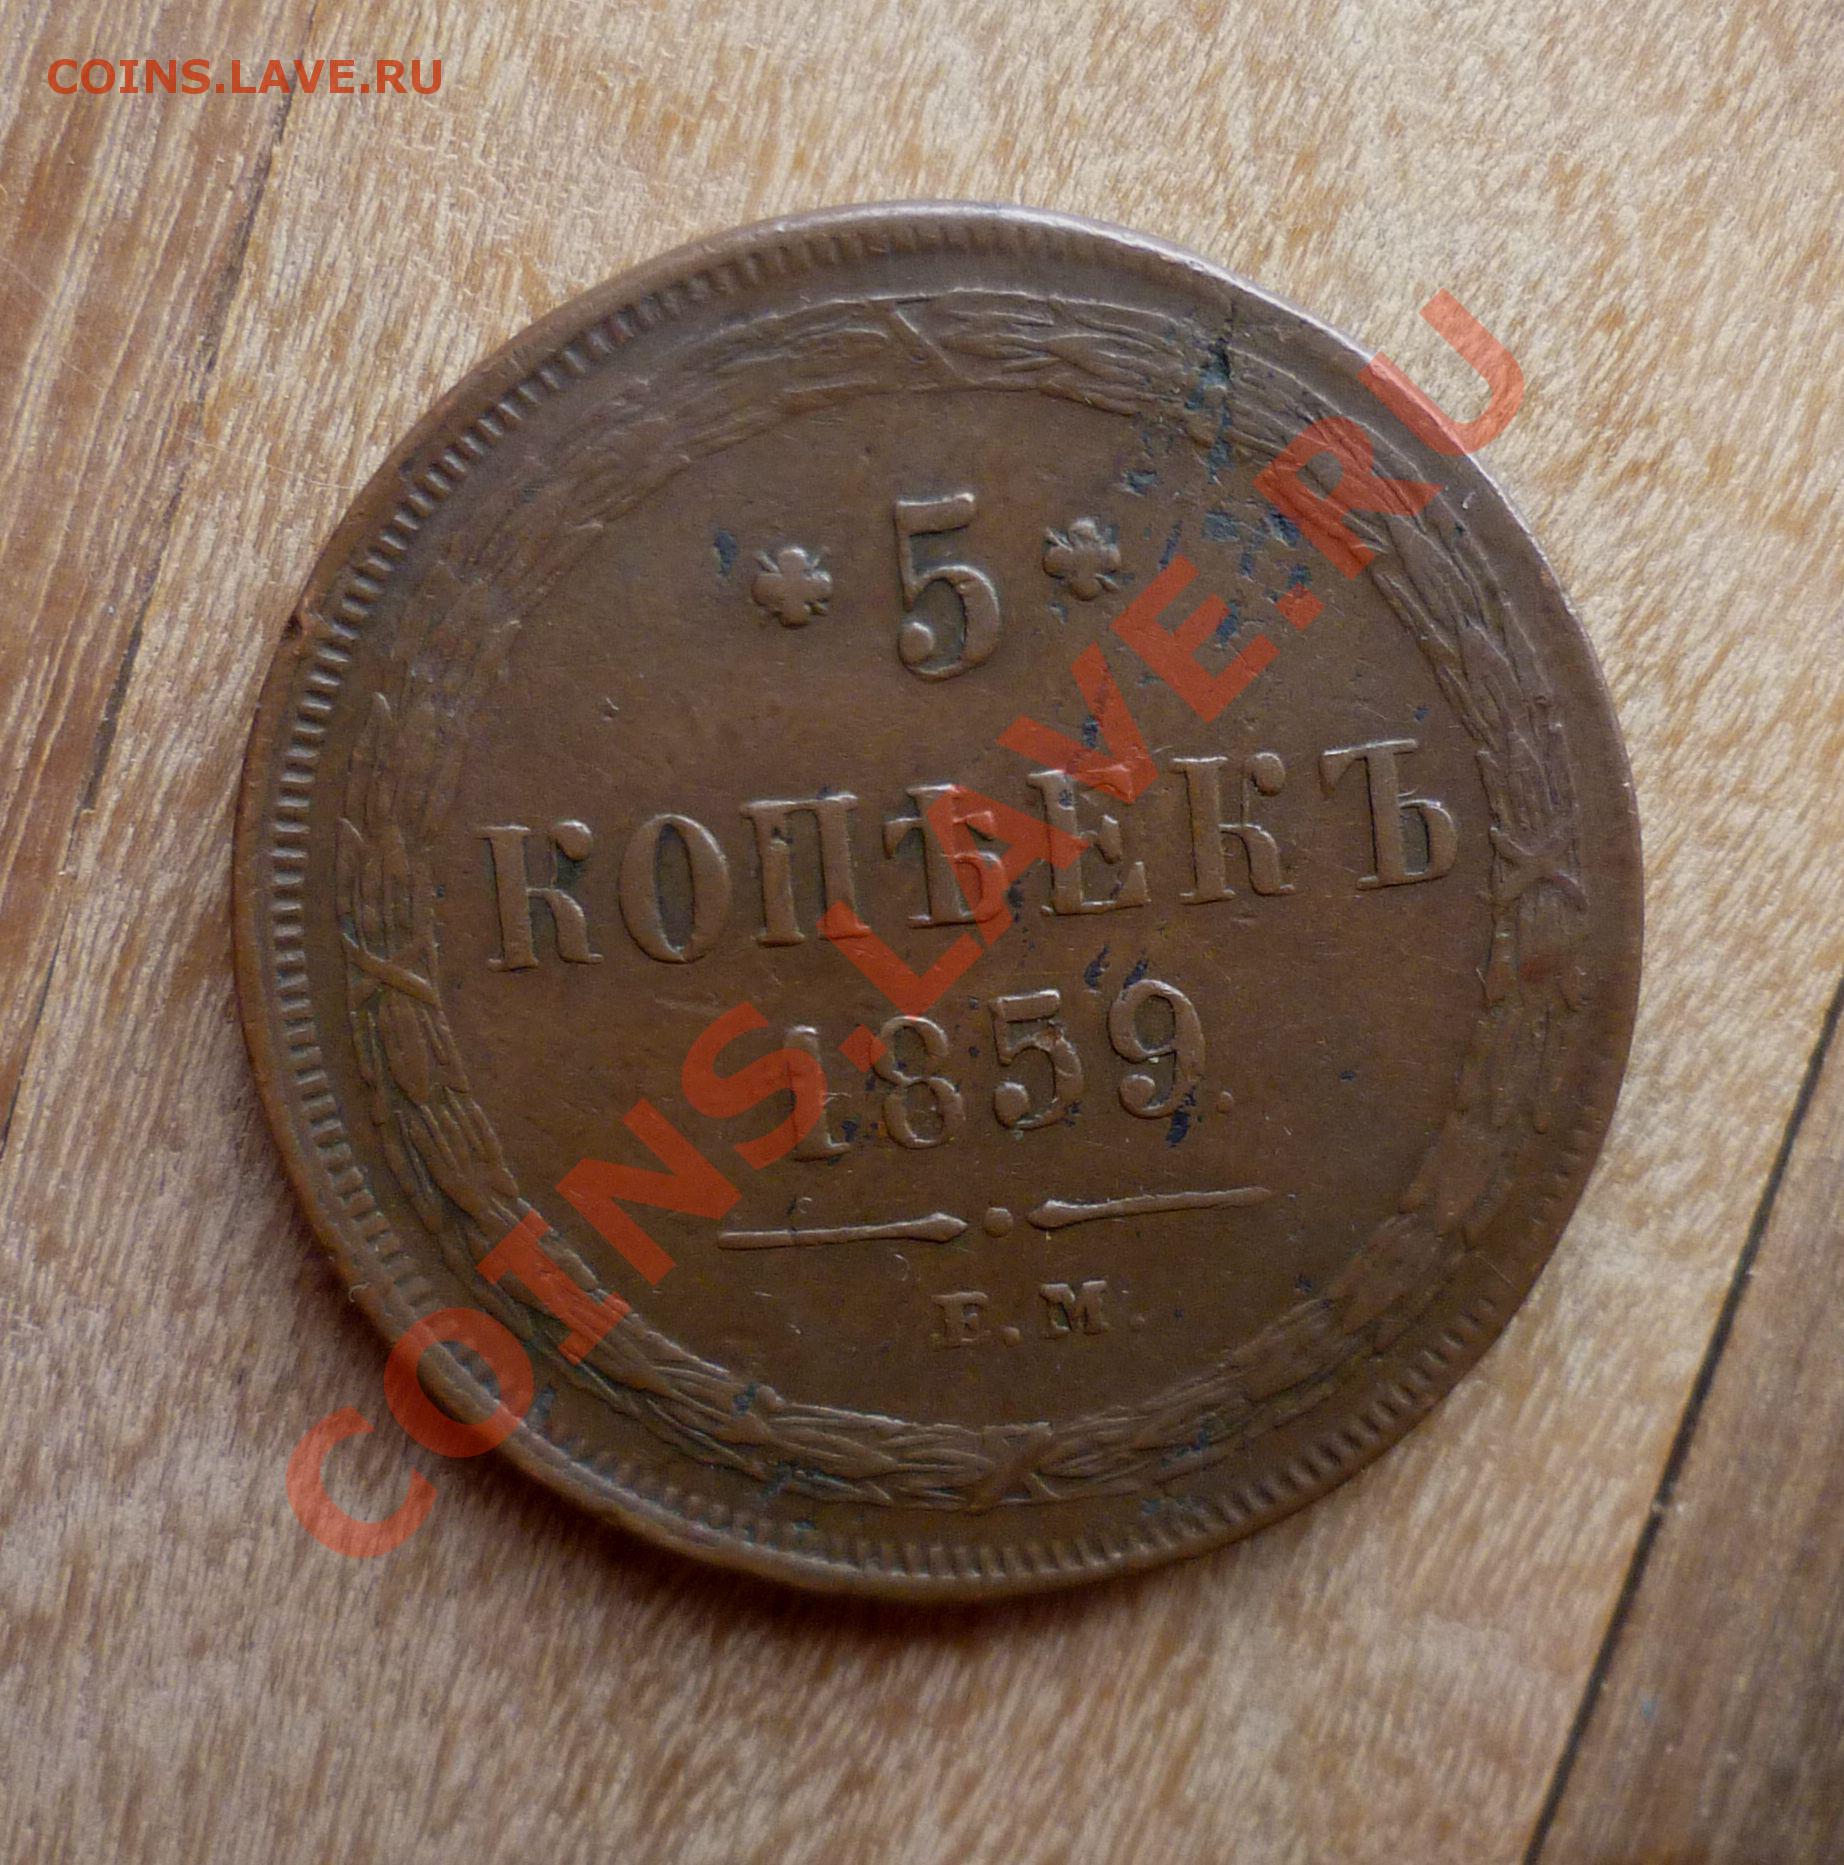 COINS.LAVE.RU
* 5 *
КОПѢЕКЪ
1859.
Е.М.
COINS.LAVE.RU